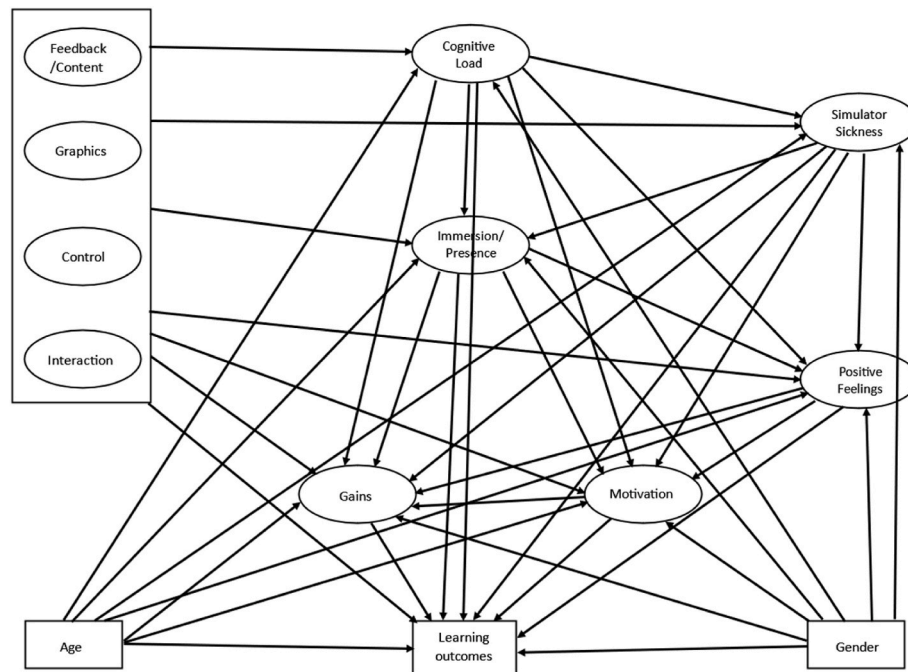 Feedback
/Content
Cognitive
Load
Simulator
Sickness
Graphics
Immersion/
Presence
Control
Interaction
Positive
Feelings
Gains
Motivation
Age
Learning
outcomes
Gender